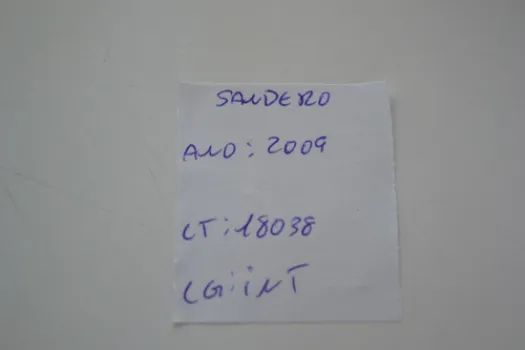 SANDERO
ANO: 2009
CT: 18038
CG: INT